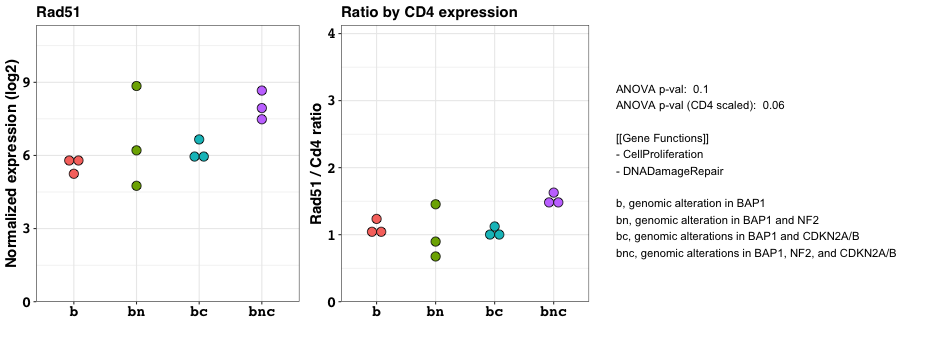 Rad51
Normalized expression (log2)
9
6
3
0
b bn bc bnc
Ratio by CD4 expression
Rad51 / Cd4 ratio
4
3
2
1
0
b bn bc bnc
ANOVA p-val: 0.1
ANOVA p-val (CD4 scaled): 0.06
[[Gene Functions]]
- CellProliferation
- DNADamageRepair
b, genomic alteration in BAP1
bn, genomic alteration in BAP1 and NF2
bc, genomic alterations in BAP1 and CDKN2A/B
bnc, genomic alterations in BAP1, NF2, and CDKN2A/B